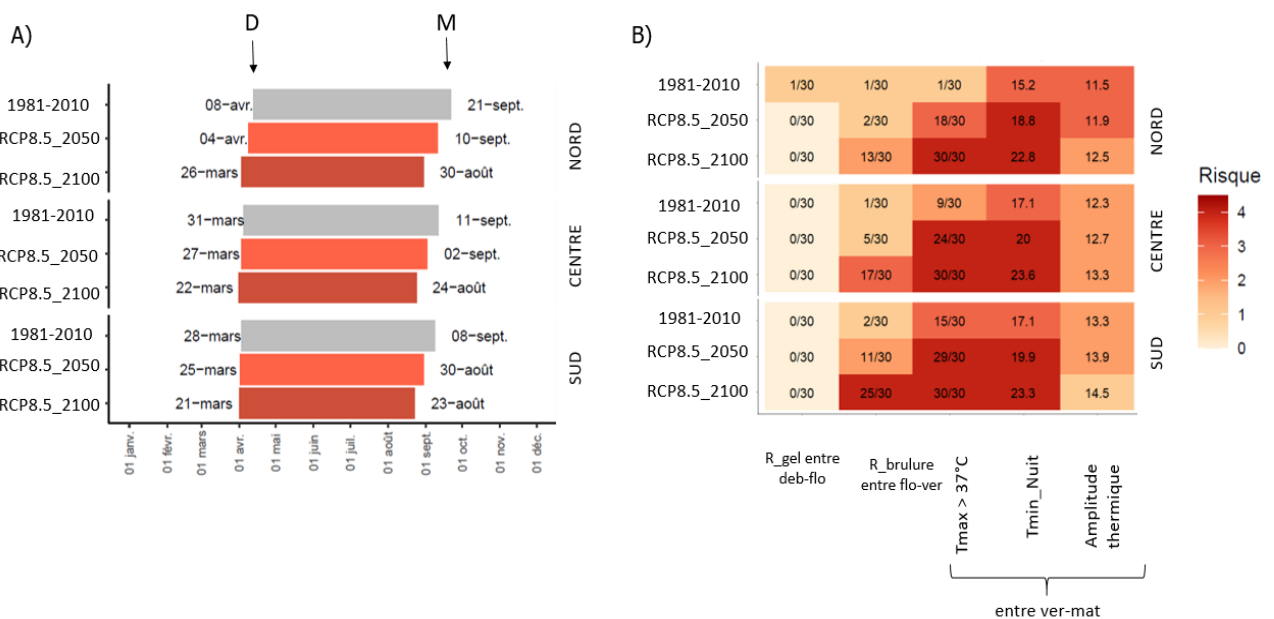 A)
D
M
1981-2010
08-avr.
21-sept.
RCP8.5_2050
04-avr.
10-sept.
RCP8.5_2100
26-mars
30-août
NORD
1981-2010
31-mars
11-sept.
RCP8.5_2050
27-mars
02-sept.
RCP8.5_2100
22-mars
24-août
CENTRE
1981-2010
28-mars
08-sept.
RCP8.5_2050
25-mars
30-août
RCP8.5_2100
21-mars
23-août
SUD
01 janv.
01 févr.
01 mars
01 avr.
01 mai
01 juin
01 juil.
01 août
01 sept.
01 oct.
01 nov.
01 déc.
B)
1981-2010 1/30 1/30 1/30 15.2 11.5
RCP8.5_2050 0/30 2/30 18/30 18.8 11.9
RCP8.5_2100 0/30 13/30 30/30 22.8 12.5
NORD
1981-2010 0/30 1/30 9/30 17.1 12.3
RCP8.5_2050 0/30 5/30 24/30 20 12.7
RCP8.5_2100 0/30 17/30 30/30 23.6 13.3
CENTRE
1981-2010 0/30 2/30 15/30 17.1 13.3
RCP8.5_2050 0/30 11/30 29/30 19.9 13.9
RCP8.5_2100 0/30 25/30 30/30 23.3 14.5
SUD
R_gel entre
deb-flo
R_brulure
entre flo-ver
Tmax > 37°C
Tmin_Nuit
Amplitude
thermique
entre ver-mat
Risque
4
3
2
1
0